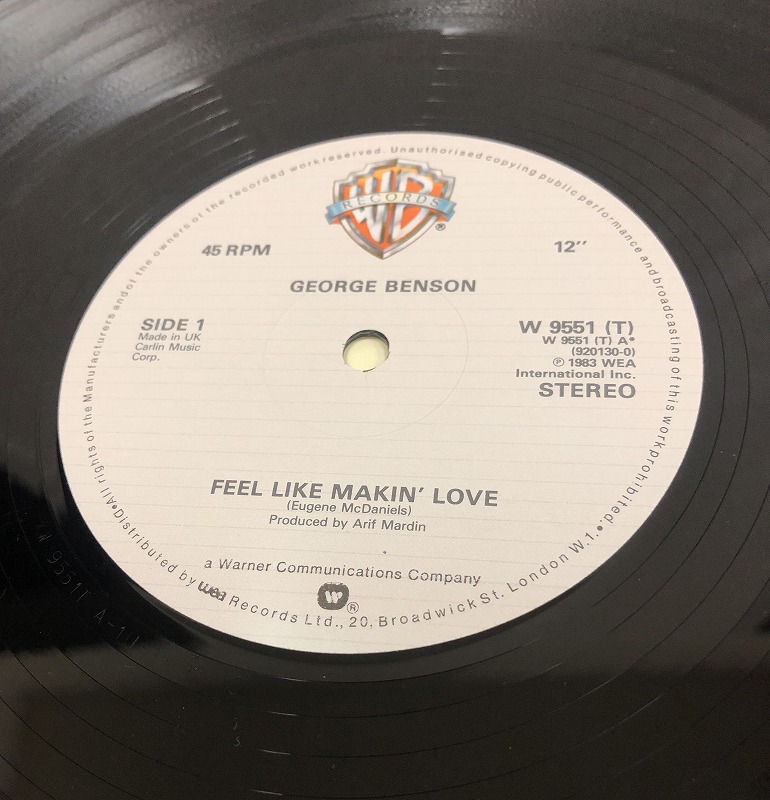 WB
RECORDS
®
45 RPM
12"
GEORGE BENSON
SIDE 1
Made in UK
Carlin Music
Corp.
W 9551 (T)
W 9551 (T) A*
(920130-0)
℗ 1983 WEA
International Inc.
STEREO
FEEL LIKE MAKIN' LOVE
(Eugene McDaniels)
Produced by Arif Mardin
a Warner Communications Company
®
•All rights of the Manufacturers and of the owners of the recorded work reserved. Unauthorised copying public performance and broadcasting of this work prohibited.•
Distributed by wea Records Ltd., 20, Broadwick St. London W.1.•
W 9551T A-1U